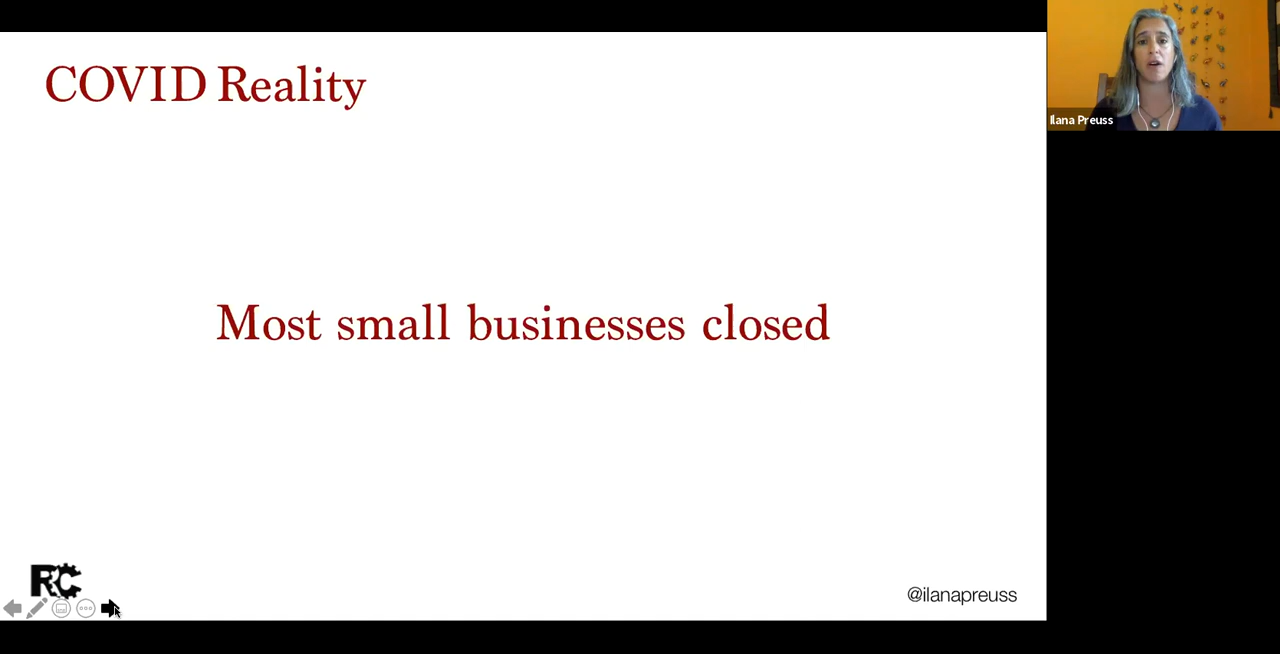 COVID Reality
Ilana Preuss
Most small businesses closed
RC
@ilanapreuss